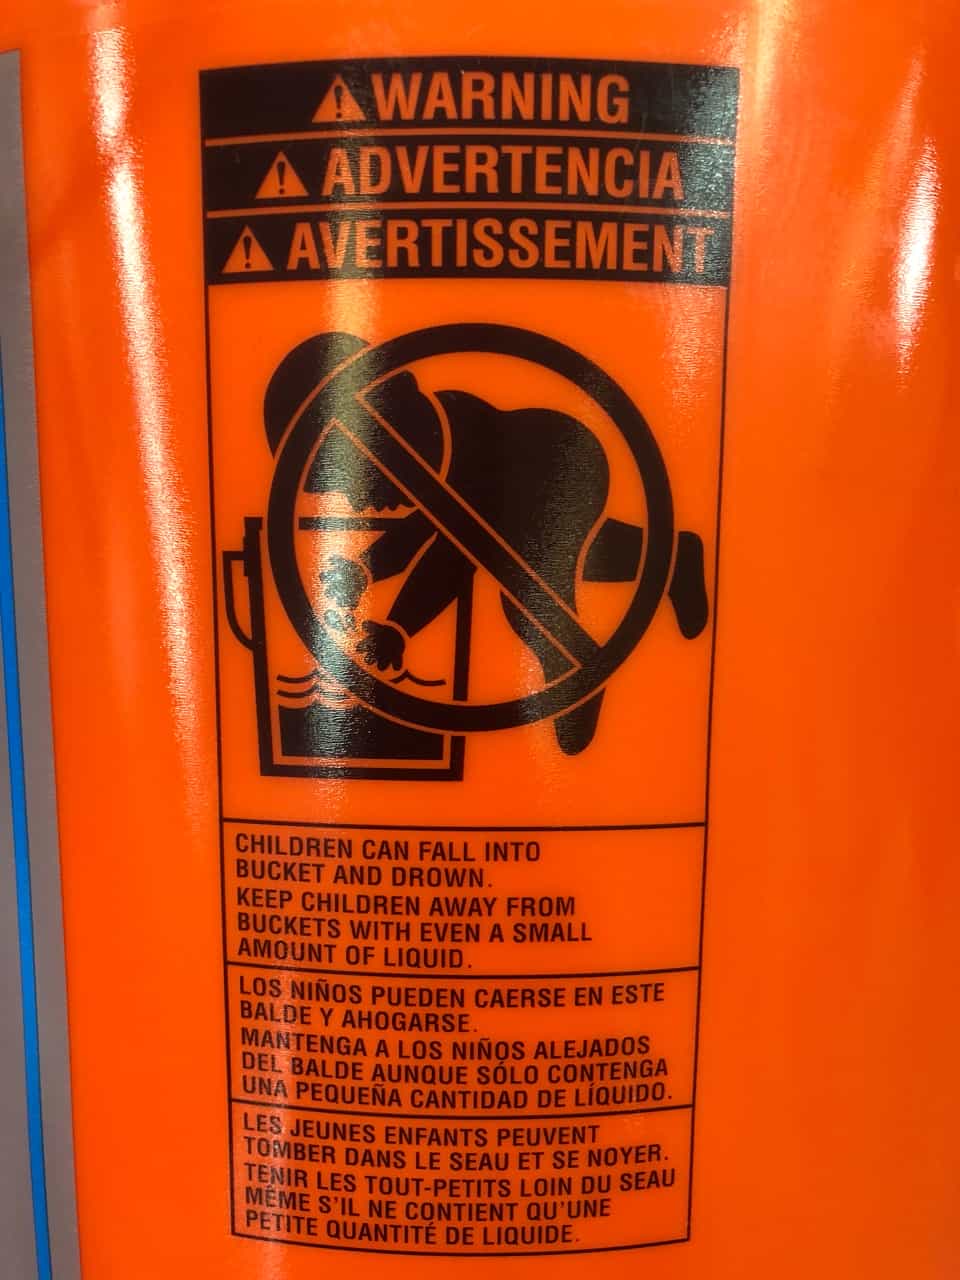 WARNING
ADVERTENCIA
AVERTISSEMENT
CHILDREN CAN FALL INTO
BUCKET AND DROWN.
KEEP CHILDREN AWAY FROM
BUCKETS WITH EVEN A SMALL
AMOUNT OF LIQUID.
LOS NIÑOS PUEDEN CAERSE EN ESTE
BALDE Y AHOGARSE.
MANTENGA A LOS NIÑOS ALEJADOS
DEL BALDE AUNQUE SÓLO CONTENGA
UNA PEQUEÑA CANTIDAD DE LÍQUIDO.
LES JEUNES ENFANTS PEUVENT
TOMBER DANS LE SEAU ET SE NOYER.
TENIR LES TOUT-PETITS LOIN DU SEAU
MÊME S'IL NE CONTIENT QU'UNE
PETITE QUANTITÉ DE LIQUIDE.